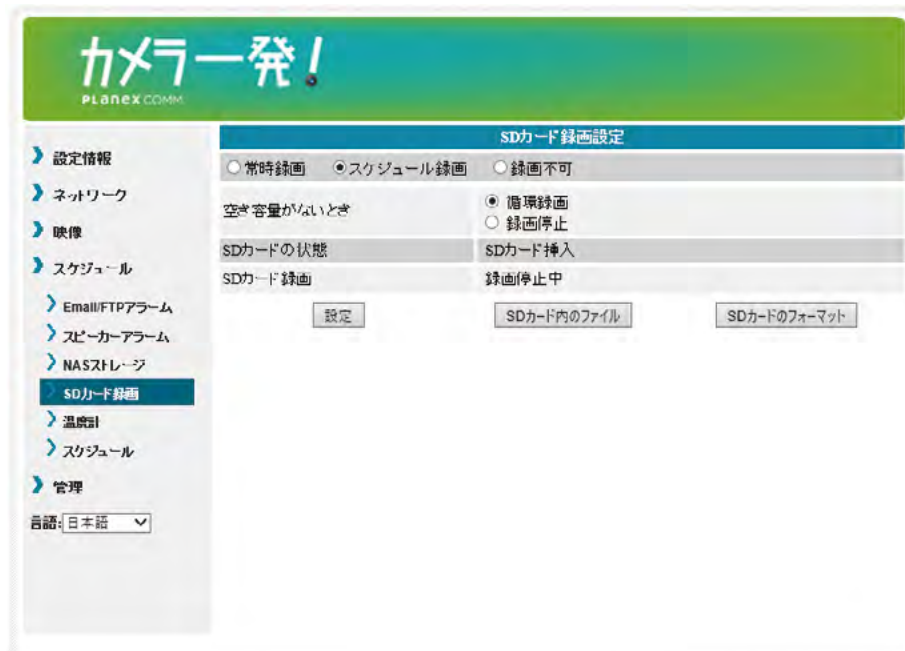 カメラ一発!
PLANEX COMM
設定情報
ネットワーク
映像
スケジュール
Email/FTPアラーム
スピーカーアラーム
NASストレージ
SDカード録画
温度計
スケジュール
管理
言語: 日本語
SDカード録画設定
常時録画 スケジュール録画 録画不可
空き容量がないとき
循環録画
録画停止
SDカードの状態 SDカード挿入
SDカード録画 録画停止中
設定 SDカード内のファイル SDカードのフォーマット